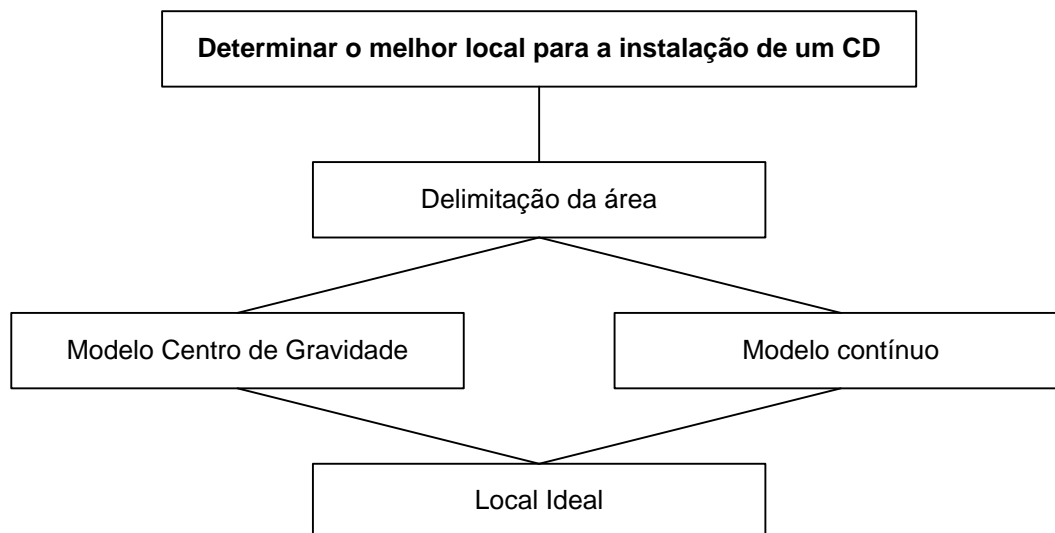 Determinar o melhor local para a instalação de um CD
Delimitação da área
Modelo Centro de Gravidade
Modelo contínuo
Local Ideal